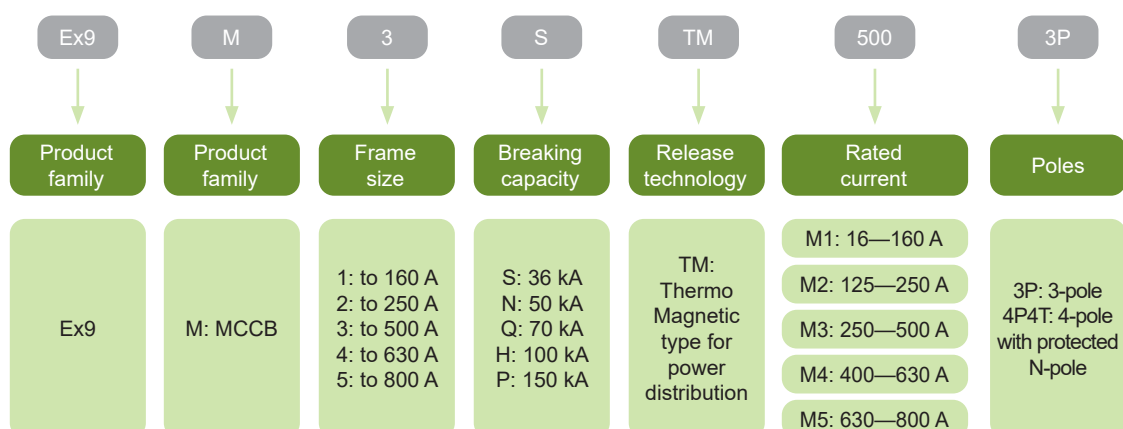 Ex9
M
3
S
TM
500
3P
Product
family
Product
family
Frame
size
Breaking
capacity
Release
technology
Rated
current
Poles
Ex9
M: MCCB
1: to 160 A
2: to 250 A
3: to 500 A
4: to 630 A
5: to 800 A
S: 36 kA
N: 50 kA
Q: 70 kA
H: 100 kA
P: 150 kA
TM:
Thermo
Magnetic
type for
power
distribution
M1: 16—160 A
M2: 125—250 A
M3: 250—500 A
M4: 400—630 A
M5: 630—800 A
3P: 3-pole
4P4T: 4-pole
with protected
N-pole